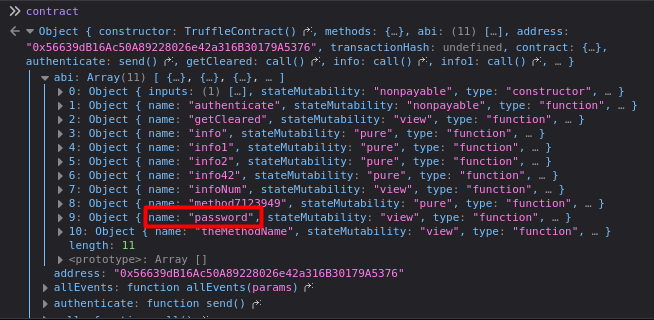 contract
Object { constructor: TruffleContract(), methods: {…}, abi: (11) […], address:
"0x56639dB16Ac50A89228026e42a316B30179A5376", transactionHash: undefined, contract: {…},
authenticate: send(), getCleared: call(), info: call(), info1: call(), … }
abi: Array(11) [ {…}, {…}, {…}, … ]
0: Object { inputs: (1) […], stateMutability: "nonpayable", type: "constructor", … }
1: Object { name: "authenticate", stateMutability: "nonpayable", type: "function", … }
2: Object { name: "getCleared", stateMutability: "view", type: "function", … }
3: Object { name: "info", stateMutability: "pure", type: "function", … }
4: Object { name: "info1", stateMutability: "pure", type: "function", … }
5: Object { name: "info2", stateMutability: "pure", type: "function", … }
6: Object { name: "info42", stateMutability: "pure", type: "function", … }
7: Object { name: "infoNum", stateMutability: "view", type: "function", … }
8: Object { name: "method7123949", stateMutability: "pure", type: "function", … }
9: Object { name: "password", stateMutability: "view", type: "function", … }
10: Object { name: "theMethodName", stateMutability: "view", type: "function", … }
length: 11
<prototype>: Array []
address: "0x56639dB16Ac50A89228026e42a316B30179A5376"
allEvents: function allEvents(params)
authenticate: function send()